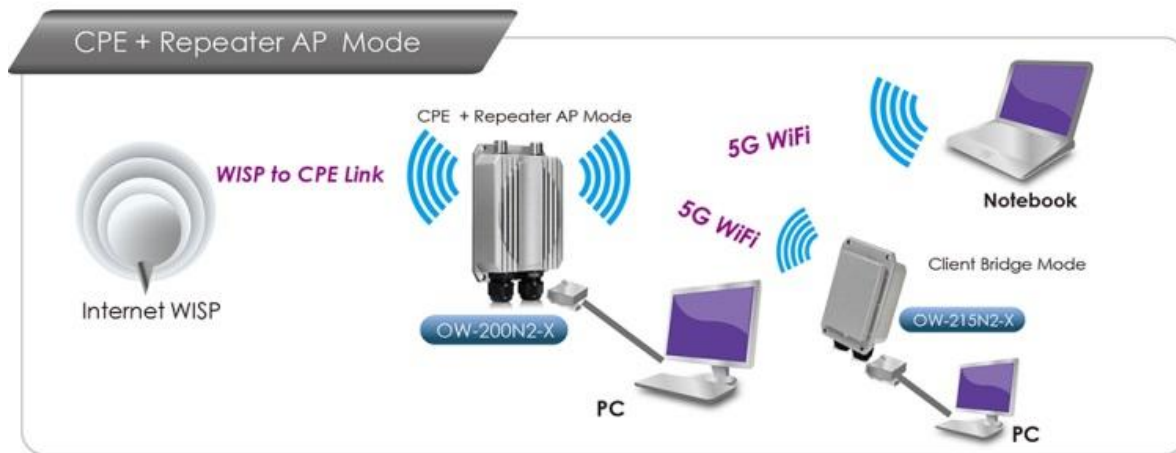 CPE + Repeater AP Mode
CPE + Repeater AP Mode
WISP to CPE Link
5G WiFi
5G WiFi
Notebook
Client Bridge Mode
Internet WISP
OW-200N2-X
OW-215N2-X
PC
PC